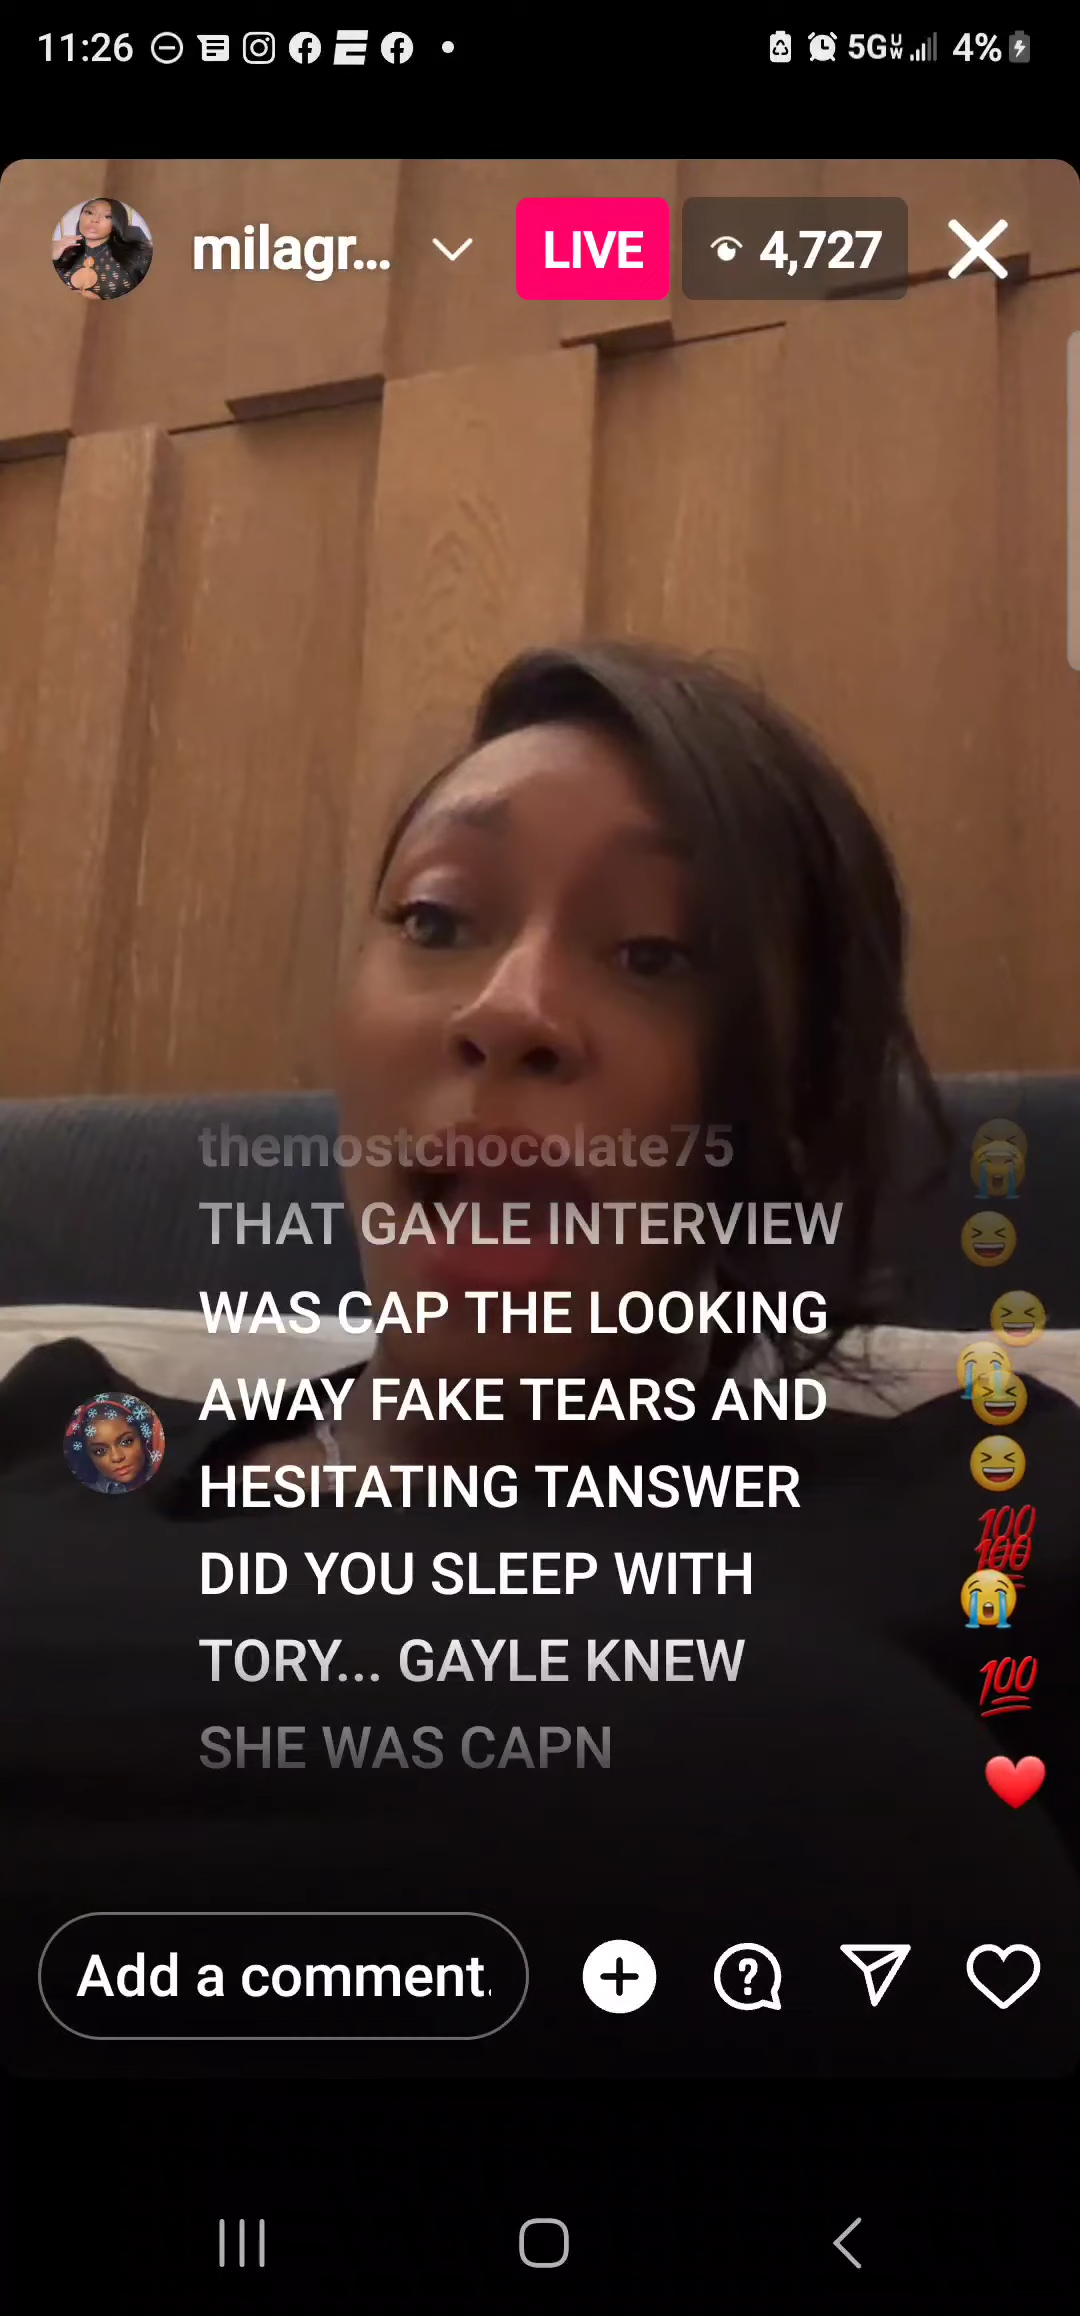 11:26 5G UW 4%
milagr... LIVE 4,727
themostchocolate75
THAT GAYLE INTERVIEW
WAS CAP THE LOOKING
AWAY FAKE TEARS AND
HESITATING TANSWER
DID YOU SLEEP WITH
TORY... GAYLE KNEW
SHE WAS CAPN
Add a comment.